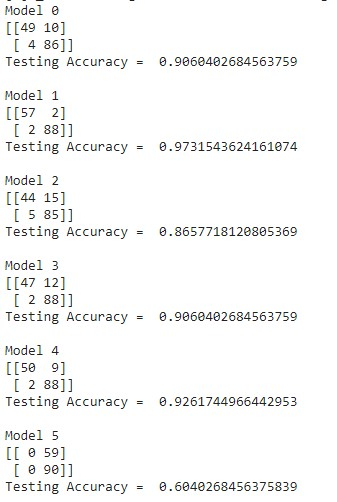 Model 0
[[49 10]
 [ 4 86]]
Testing Accuracy =  0.9060402684563759
Model 1
[[57  2]
 [ 2 88]]
Testing Accuracy =  0.9731543624161074
Model 2
[[44 15]
 [ 5 85]]
Testing Accuracy =  0.8657718120805369
Model 3
[[47 12]
 [ 2 88]]
Testing Accuracy =  0.9060402684563759
Model 4
[[50  9]
 [ 2 88]]
Testing Accuracy =  0.9261744966442953
Model 5
[[ 0 59]
 [ 0 90]]
Testing Accuracy =  0.6040268456375839